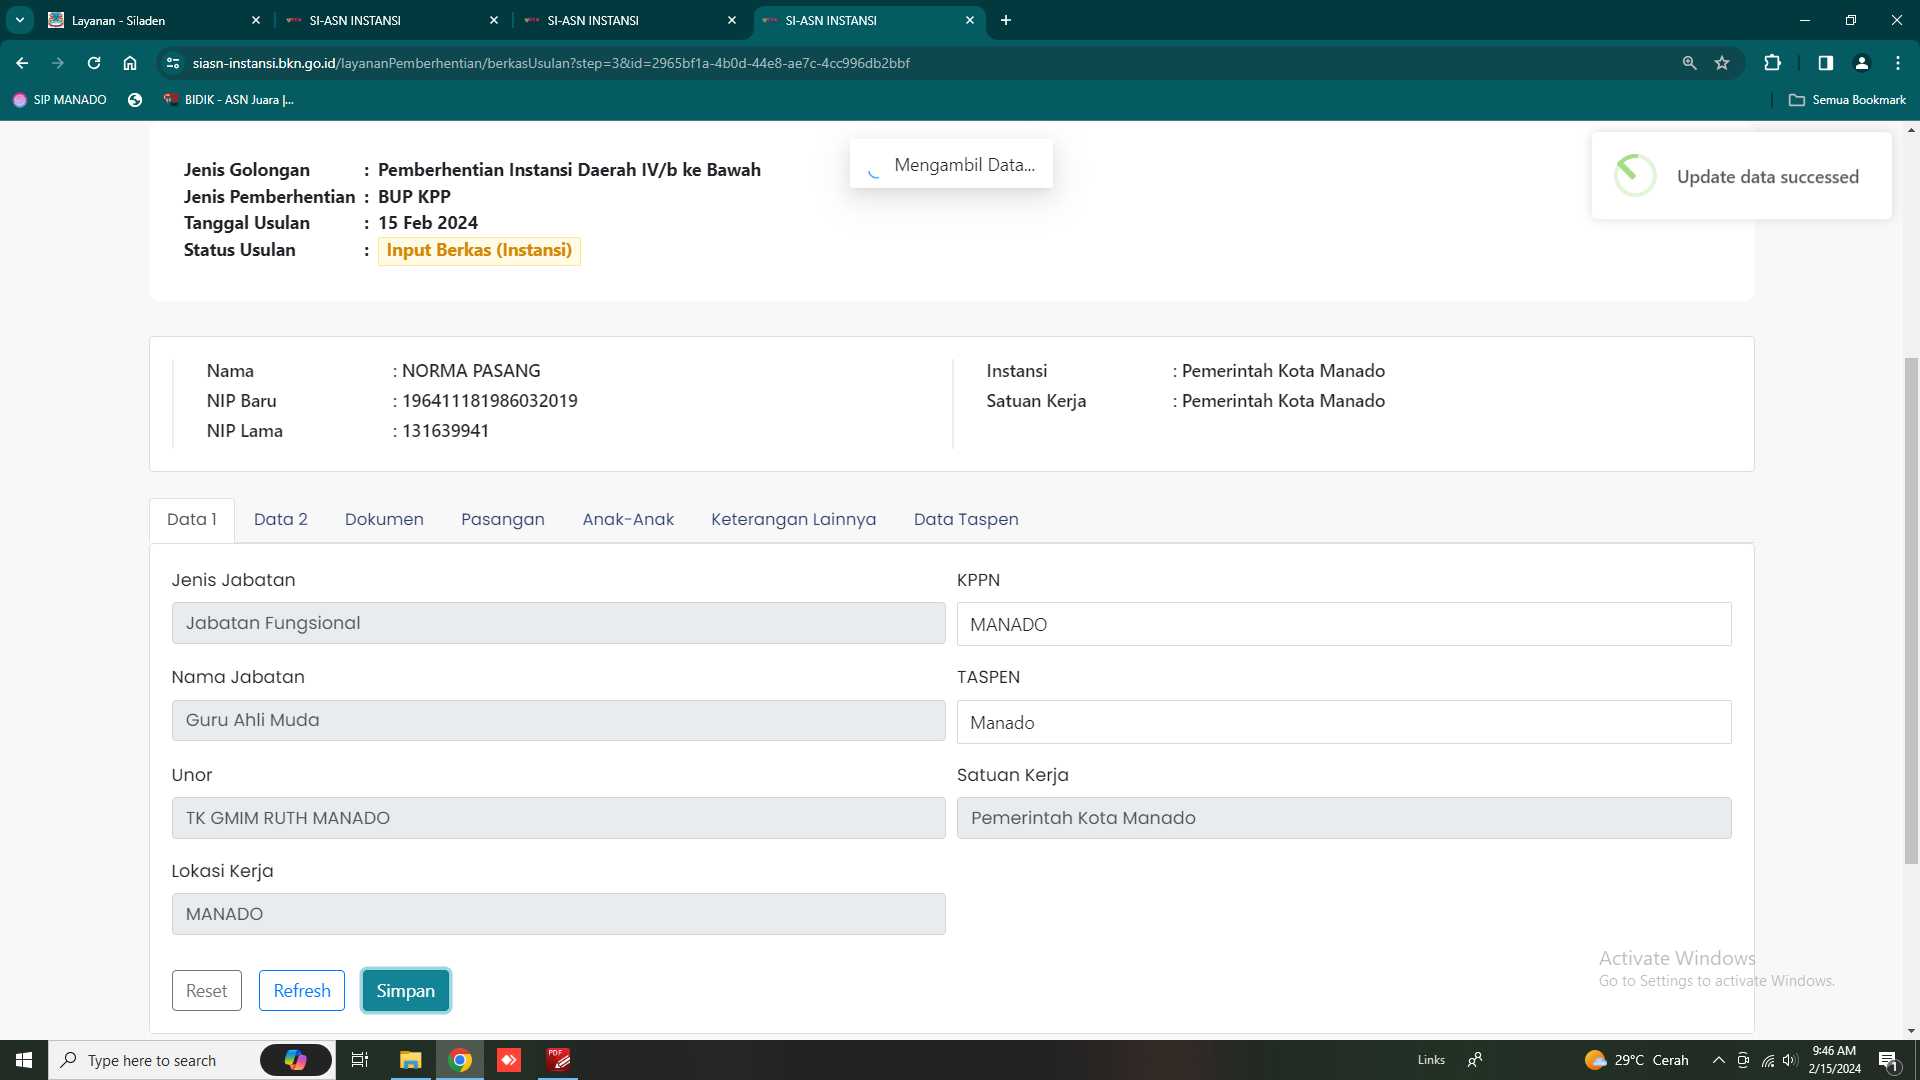 Layanan - Siladen
SI-ASN INSTANSI
SI-ASN INSTANSI
SI-ASN INSTANSI
siasn-instansi.bkn.go.id/layananPemberhentian/berkasUsulan?step=3&id=2965bf1a-4b0d-44e8-ae7c-4cc996db2bbf
SIP MANADO
BIDIK - ASN Juara |...
Semua Bookmark
Jenis Golongan : Pemberhentian Instansi Daerah IV/b ke Bawah
Jenis Pemberhentian : BUP KPP
Tanggal Usulan : 15 Feb 2024
Status Usulan : Input Berkas (Instansi)
Mengambil Data...
Update data successed
Nama : NORMA PASANG
NIP Baru : 196411181986032019
NIP Lama : 131639941
Instansi : Pemerintah Kota Manado
Satuan Kerja : Pemerintah Kota Manado
Data 1 Data 2 Dokumen Pasangan Anak-Anak Keterangan Lainnya Data Taspen
Jenis Jabatan
Jabatan Fungsional
KPPN
MANADO
Nama Jabatan
Guru Ahli Muda
TASPEN
Manado
Unor
TK GMIM RUTH MANADO
Satuan Kerja
Pemerintah Kota Manado
Lokasi Kerja
MANADO
Reset Refresh Simpan
Activate Windows
Go to Settings to activate Windows.
Type here to search
PDF
Links
29°C Cerah
9:46 AM
2/15/2024
1